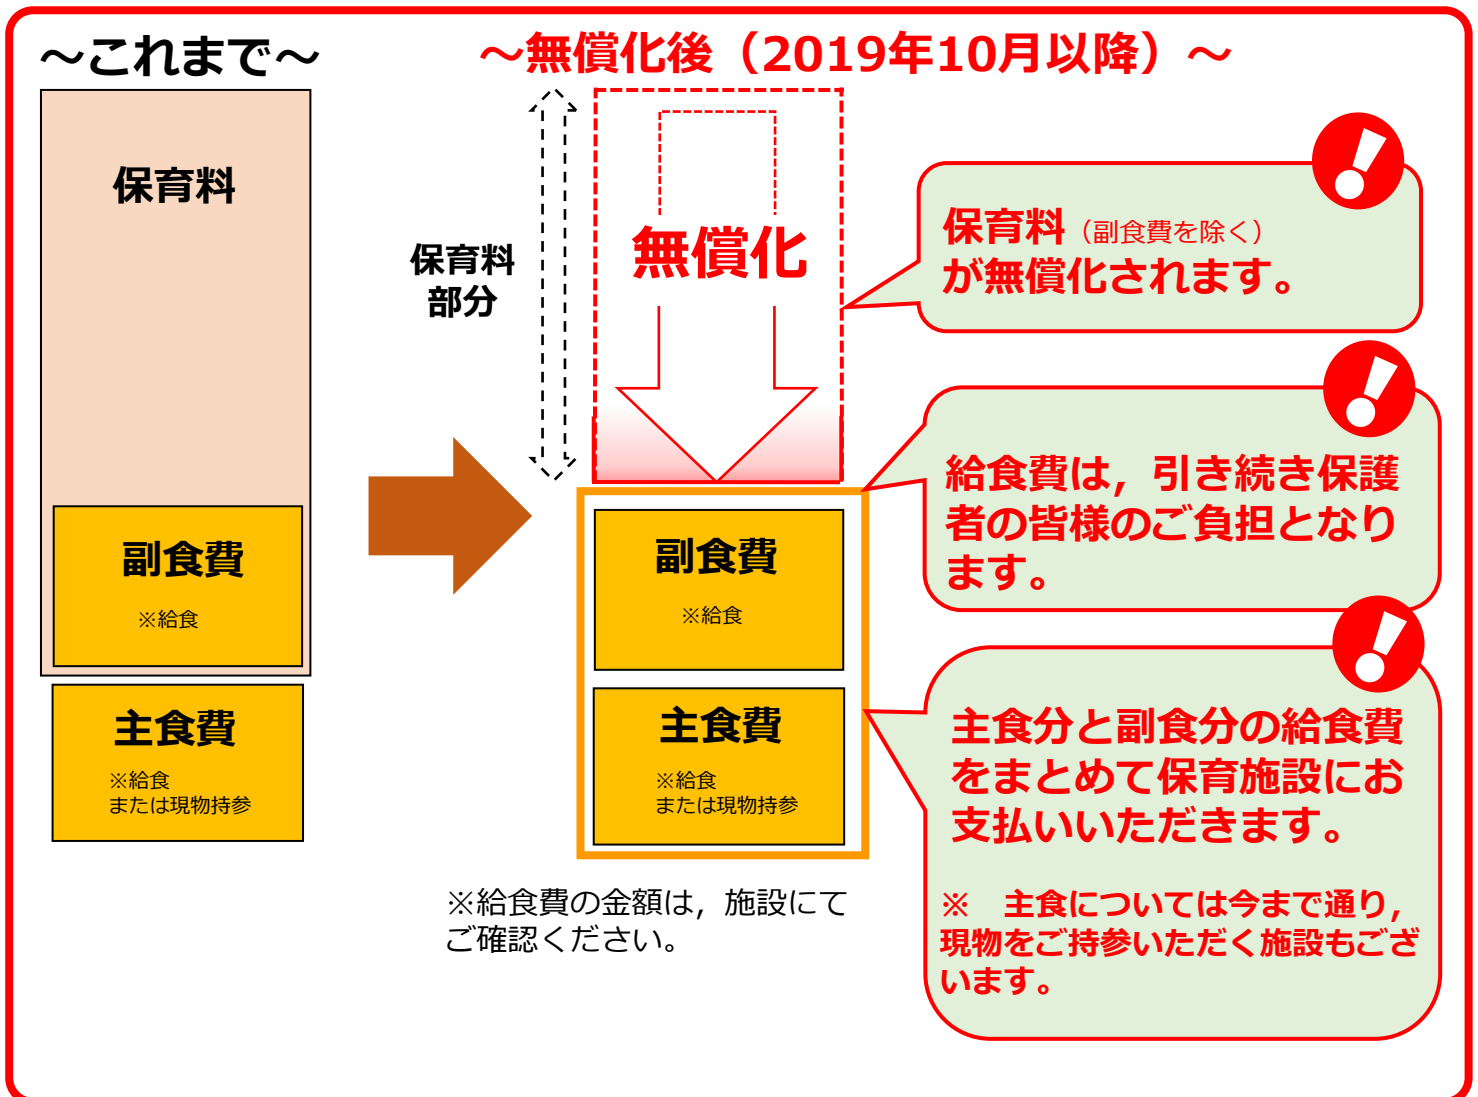 ～これまで～
保育料
副食費
※給食
主食費
※給食
または現物持参
～無償化後（2019年10月以降）～
保育料
部分
無償化
副食費
※給食
主食費
※給食
または現物持参
※給食費の金額は，施設にて
ご確認ください。
保育料（副食費を除く）
が無償化されます。
給食費は，引き続き保護
者の皆様のご負担となり
ます。
主食分と副食分の給食費
をまとめて保育施設にお
支払いいただきます。
※　主食については今まで通り，
現物をご持参いただく施設もござ
います。